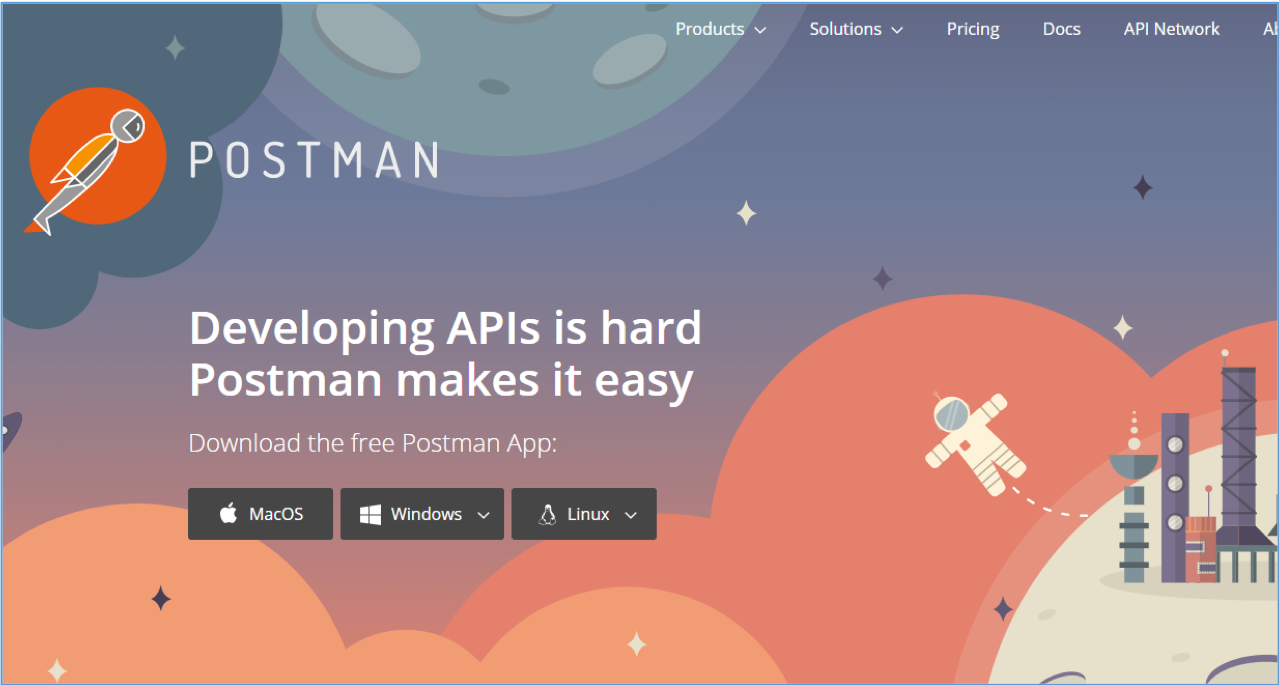 Products Solutions Pricing Docs API Network
POSTMAN
Developing APIs is hard
Postman makes it easy
Download the free Postman App:
MacOS Windows Linux